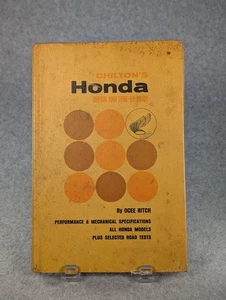 CHILTON'S
Honda
By OCEE RITCH
PERFORMANCE & MECHANICAL SPECIFICATIONS
ALL HONDA MODELS
PLUS SELECTED ROAD TESTS